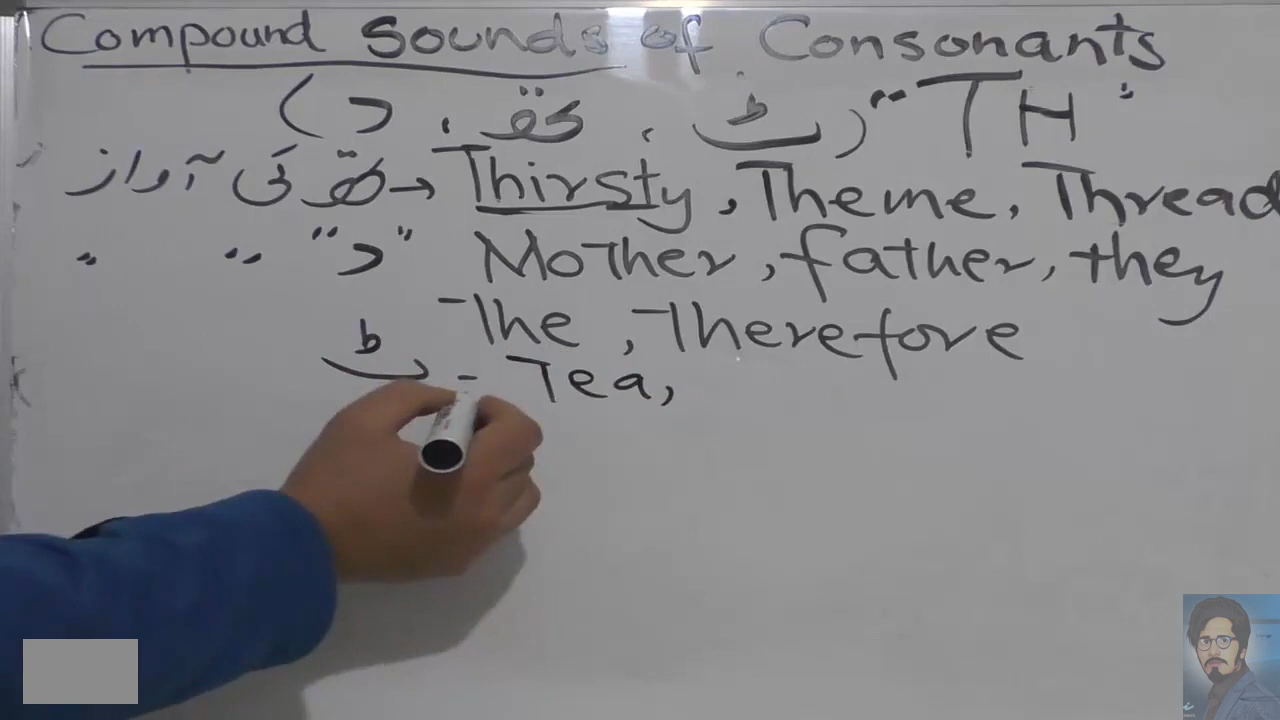 Compound Sounds of Consonants
"TH" (ٹ ، تھ ، د)
تھ کی آواز → Thirsty, Theme, Thread
" " "د" Mother, father, they
The, Therefore
ٹ - Tea,